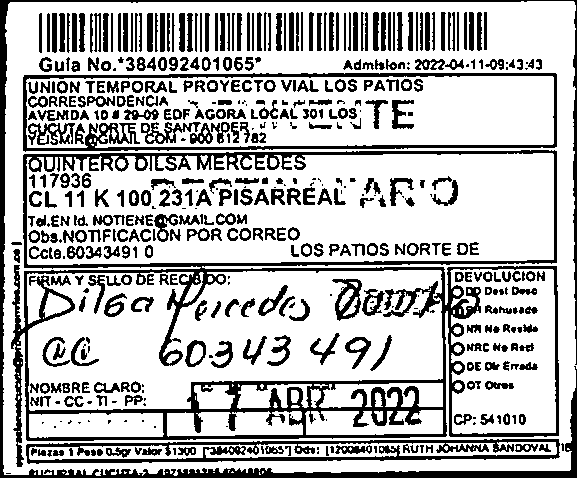 Guia No.*384092401065*
Admision: 2022-04-11-09:43:43
UNION TEMPORAL PROYECTO VIAL LOS PATIOS
CORRESPONDENCIA
AVENIDA 10 # 29-09 EDF AGORA LOCAL 301 LOS
CUCUTA NORTE DE SANTANDER
YEISMIR@GMAIL COM - 900 612 782
QUINTERO DILSA MERCEDES
117936
CL 11 K 100 231A PISARREAL
Tel.EN Id. NOTIENE@GMAIL.COM
Obs.NOTIFICACIÓN POR CORREO
Ccte.60343491 0 LOS PATIOS NORTE DE
FIRMA Y SELLO DE RECIBIDO:
Dilsa Mercedes
CC 60343491
NOMBRE CLARO:
NIT - CC - TI - PP:
17 ABR 2022
DEVOLUCION
DD Dest Desc
RH Rehusado
NR No Reside
NRC No Recl
DE Dir Errada
OT Otros
CP: 541010
Piezas 1 Peso 0.5gr Valor $1300 ["384092401065"] Ods: [12008401065] RUTH JOHANNA SANDOVAL